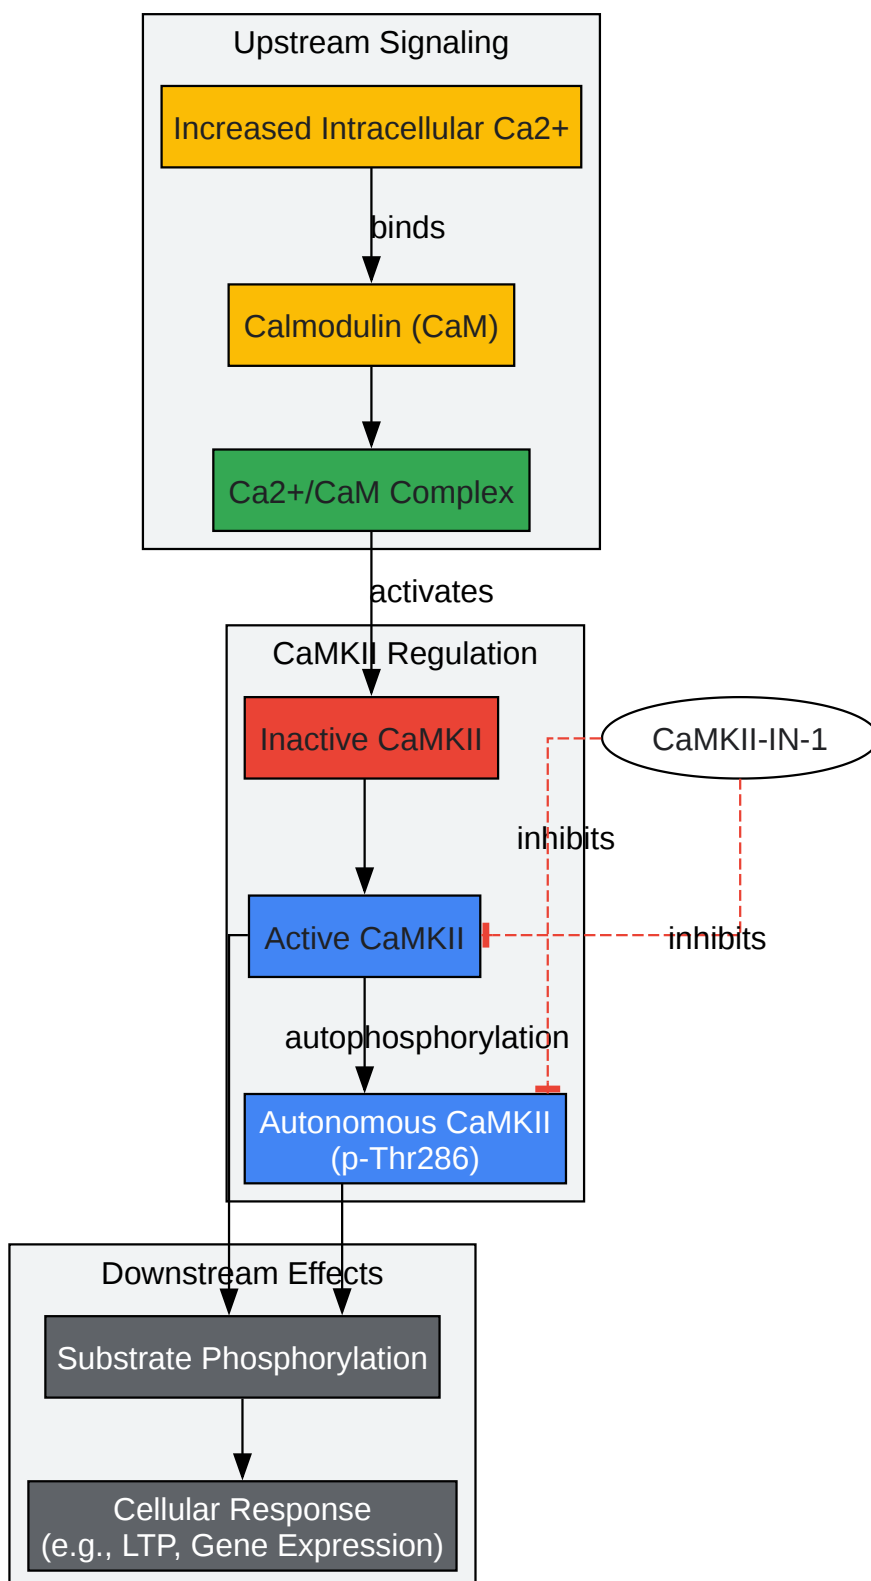 Upstream Signaling
Increased Intracellular Ca2+
binds
Calmodulin (CaM)
Ca2+/CaM Complex
activates
CaMKII Regulation
Inactive CaMKII
CaMKII-IN-1
inhibits
Active CaMKII
inhibits
autophosphorylation
Autonomous CaMKII
(p-Thr286)
Downstream Effects
Substrate Phosphorylation
Cellular Response
(e.g., LTP, Gene Expression)